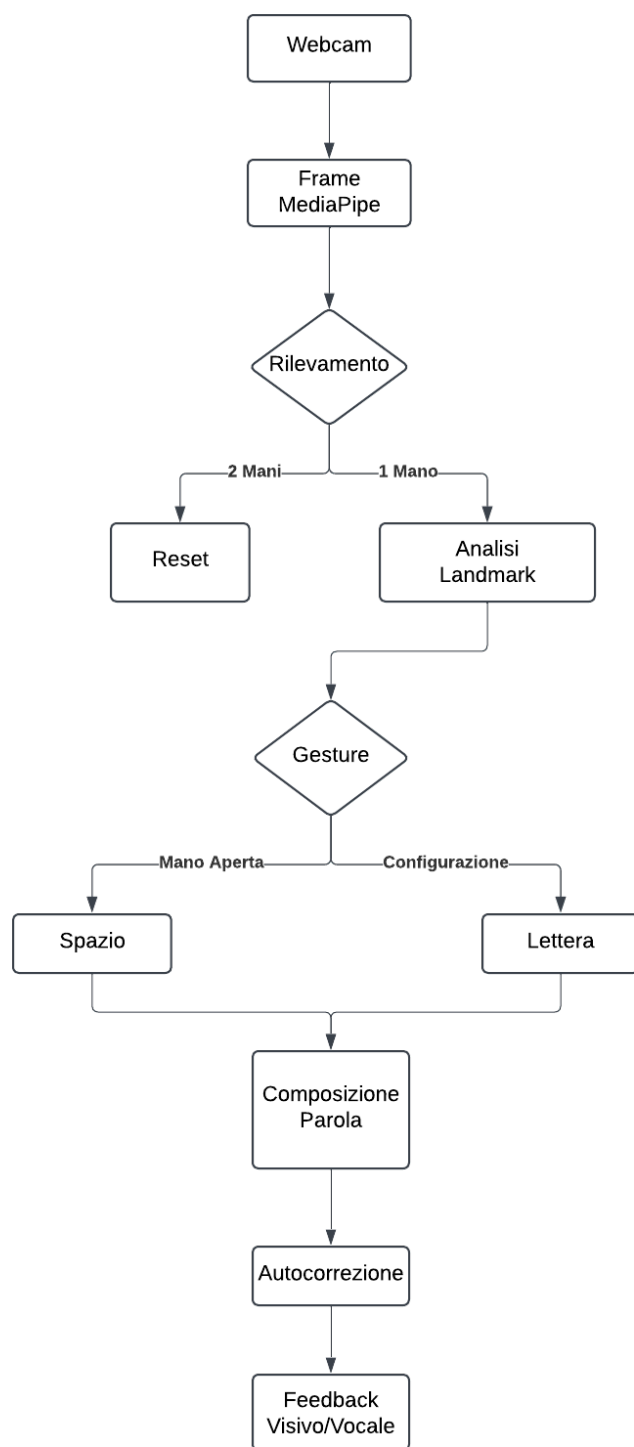 Webcam
Frame
MediaPipe
Rilevamento
2 Mani
1 Mano
Reset
Analisi
Landmark
Gesture
Mano Aperta
Configurazione
Spazio
Lettera
Composizione
Parola
Autocorrezione
Feedback
Visivo/Vocale